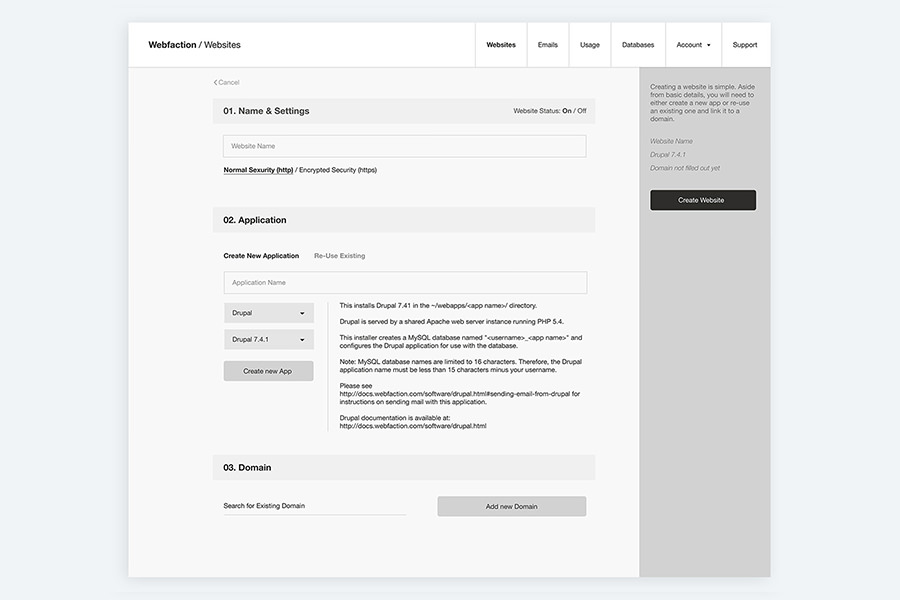 Webfaction / Websites
Websites
Emails
Usage
Databases
Account
Support
Cancel
01. Name & Settings
Website Status: On / Off
Website Name
Normal Sexurity (http) / Encrypted Security (https)
02. Application
Create New Application
Re-Use Existing
Application Name
Drupal
Drupal 7.4.1
Create new App
This installs Drupal 7.41 in the ~/webapps/<app name>/ directory.
Drupal is served by a shared Apache web server instance running PHP 5.4.
This installer creates a MySQL database named "<username>_<app name>" and
configures the Drupal application for use with the database.
Note: MySQL database names are limited to 16 characters. Therefore, the Drupal
application name must be less than 15 characters minus your username.
Please see
http://docs.webfaction.com/software/drupal.html#sending-email-from-drupal for
instructions on sending mail with this application.
Drupal documentation is available at:
http://docs.webfaction.com/software/drupal.html
03. Domain
Search for Existing Domain
Add new Domain
Creating a website is simple. Aside
from basic details, you will need to
either create a new app or re-use
an existing one and link it to a
domain.
Website Name
Drupal 7.4.1
Domain not filled out yet
Create Website